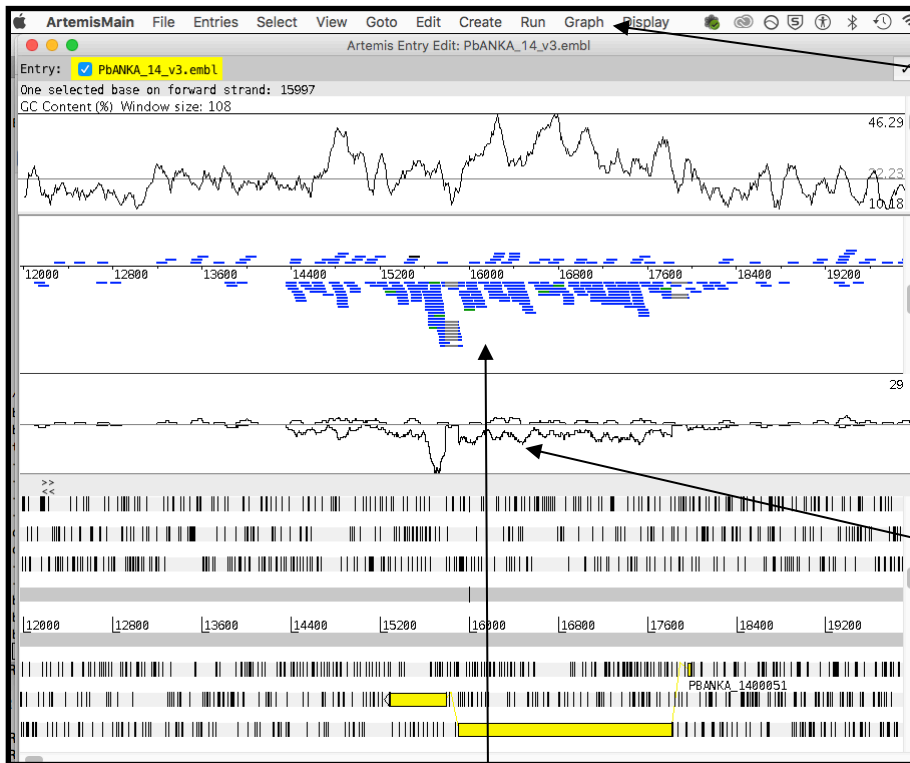 ArtemisMain File Entries Select View Goto Edit Create Run Graph Display
Artemis Entry Edit: PbANKA_14_v3.embl
Entry: PbANKA_14_v3.embl
One selected base on forward strand: 15997
GC Content (%) Window size: 108
46.29
32.23
10.18
12000 12800 13600 14400 15200 16000 16800 17600 18400 19200
29
>>
<<
12000 12800 13600 14400 15200 16000 16800 17600 18400 19200
PBANKA_1400051